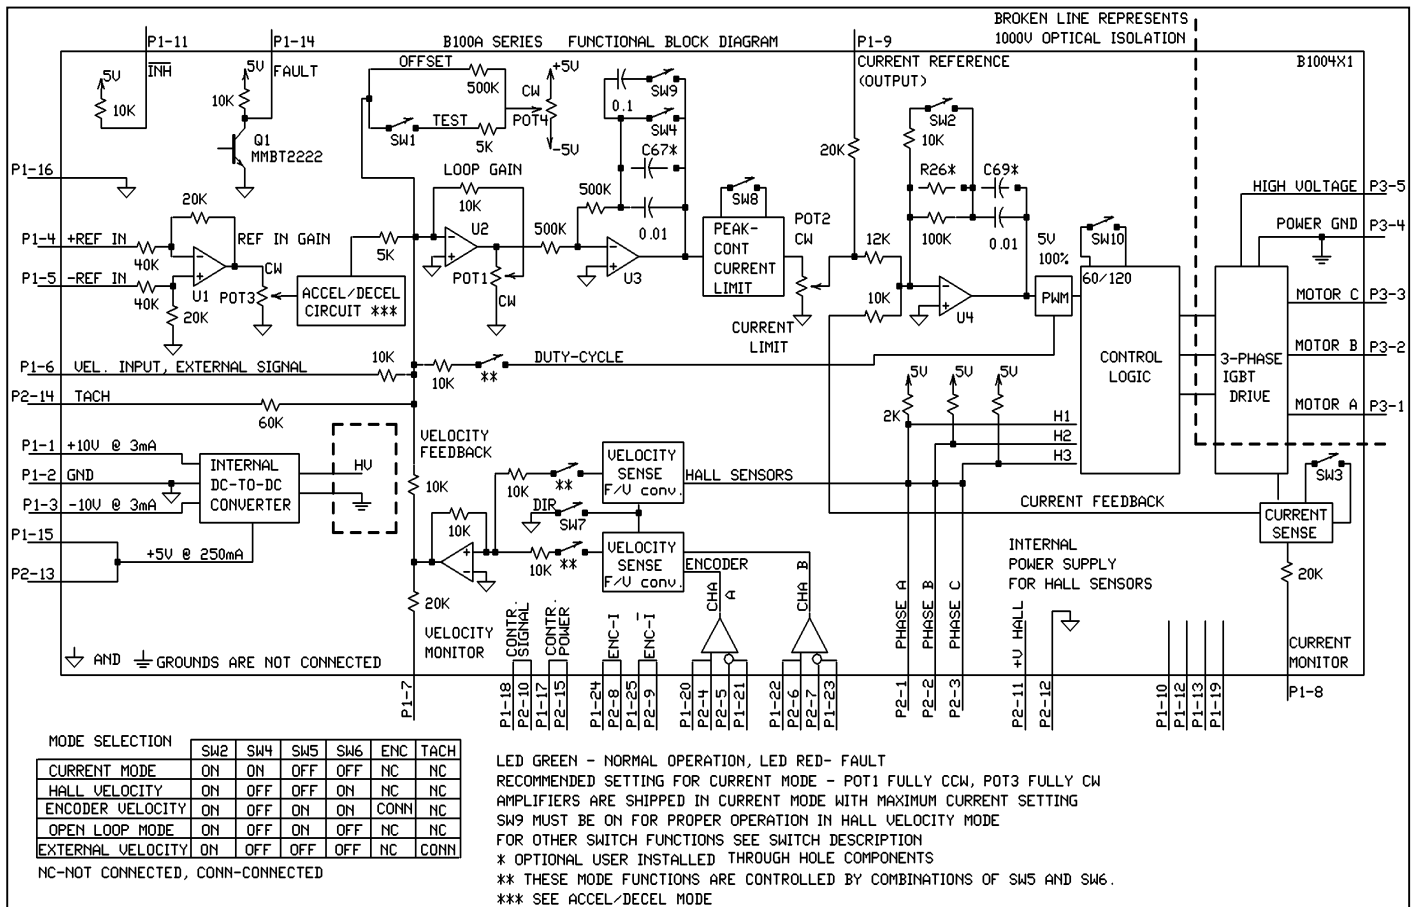 BROKEN LINE REPRESENTS
1000V OPTICAL ISOLATION
P1-11
P1-14
B100A SERIES FUNCTIONAL BLOCK DIAGRAM
P1-9
B1004X1
INH
FAULT
CURRENT REFERENCE
(OUTPUT)
5V
10K
5V
10K
Q1
MMBT2222
OFFSET
500K
SW1
TEST
5K
CW
POT4
+5V
-5V
0.1
SW9
SW4
C67*
500K
0.01
20K
SW2
10K
R26*
100K
C69*
0.01
P1-16
LOOP GAIN
10K
U2
500K
U3
SW8
PEAK-
CONT
CURRENT
LIMIT
POT2
CW
12K
10K
CURRENT
LIMIT
U4
5V
100%
PWM
SW10
60/120
CONTROL
LOGIC
HIGH VOLTAGE P3-5
POWER GND P3-4
MOTOR C P3-3
MOTOR B P3-2
MOTOR A P3-1
3-PHASE
IGBT
DRIVE
20K
P1-4 +REF IN
40K
P1-5 -REF IN
40K
U1
20K
REF IN GAIN
CW
POT3
ACCEL/DECEL
CIRCUIT ***
5K
POT1
CW
P1-6 VEL. INPUT, EXTERNAL SIGNAL
10K
10K
**
DUTY-CYCLE
P2-14 TACH
60K
5V
5V
5V
2K
H1
H2
H3
P1-1 +10V @ 3mA
P1-2 GND
P1-3 -10V @ 3mA
P1-15
P2-13
+5V @ 250mA
INTERNAL
DC-TO-DC
CONVERTER
HV
VELOCITY
FEEDBACK
10K
10K
10K
**
DIR
SW7
10K
**
VELOCITY
SENSE
F/V conv.
HALL SENSORS
VELOCITY
SENSE
F/V conv.
ENCODER
20K
VELOCITY
MONITOR
CURRENT FEEDBACK
SW3
CURRENT
SENSE
20K
INTERNAL
POWER SUPPLY
FOR HALL SENSORS
CURRENT
MONITOR
CHA A
CHA B
PHASE A
PHASE B
PHASE C
+V HALL
CONTR.
SIGNAL
CONTR.
POWER
ENC-I
ENC-I
AND GROUNDS ARE NOT CONNECTED
P1-7
P1-18
P2-10
P1-17
P2-15
P1-24
P2-8
P1-25
P2-9
P1-20
P2-4
P2-5
P1-21
P1-22
P2-6
P2-7
P1-23
P2-1
P2-2
P2-3
P2-11
P2-12
P1-10
P1-12
P1-13
P1-19
P1-8
MODE SELECTION SW2 SW4 SW5 SW6 ENC TACH
CURRENT MODE ON ON OFF OFF NC NC
HALL VELOCITY ON OFF OFF ON NC NC
ENCODER VELOCITY ON OFF ON ON CONN NC
OPEN LOOP MODE ON OFF ON OFF NC NC
EXTERNAL VELOCITY ON OFF OFF OFF NC CONN
NC-NOT CONNECTED, CONN-CONNECTED
LED GREEN - NORMAL OPERATION, LED RED- FAULT
RECOMMENDED SETTING FOR CURRENT MODE - POT1 FULLY CCW, POT3 FULLY CW
AMPLIFIERS ARE SHIPPED IN CURRENT MODE WITH MAXIMUM CURRENT SETTING
SW9 MUST BE ON FOR PROPER OPERATION IN HALL VELOCITY MODE
FOR OTHER SWITCH FUNCTIONS SEE SWITCH DESCRIPTION
* OPTIONAL USER INSTALLED THROUGH HOLE COMPONENTS
** THESE MODE FUNCTIONS ARE CONTROLLED BY COMBINATIONS OF SW5 AND SW6.
*** SEE ACCEL/DECEL MODE